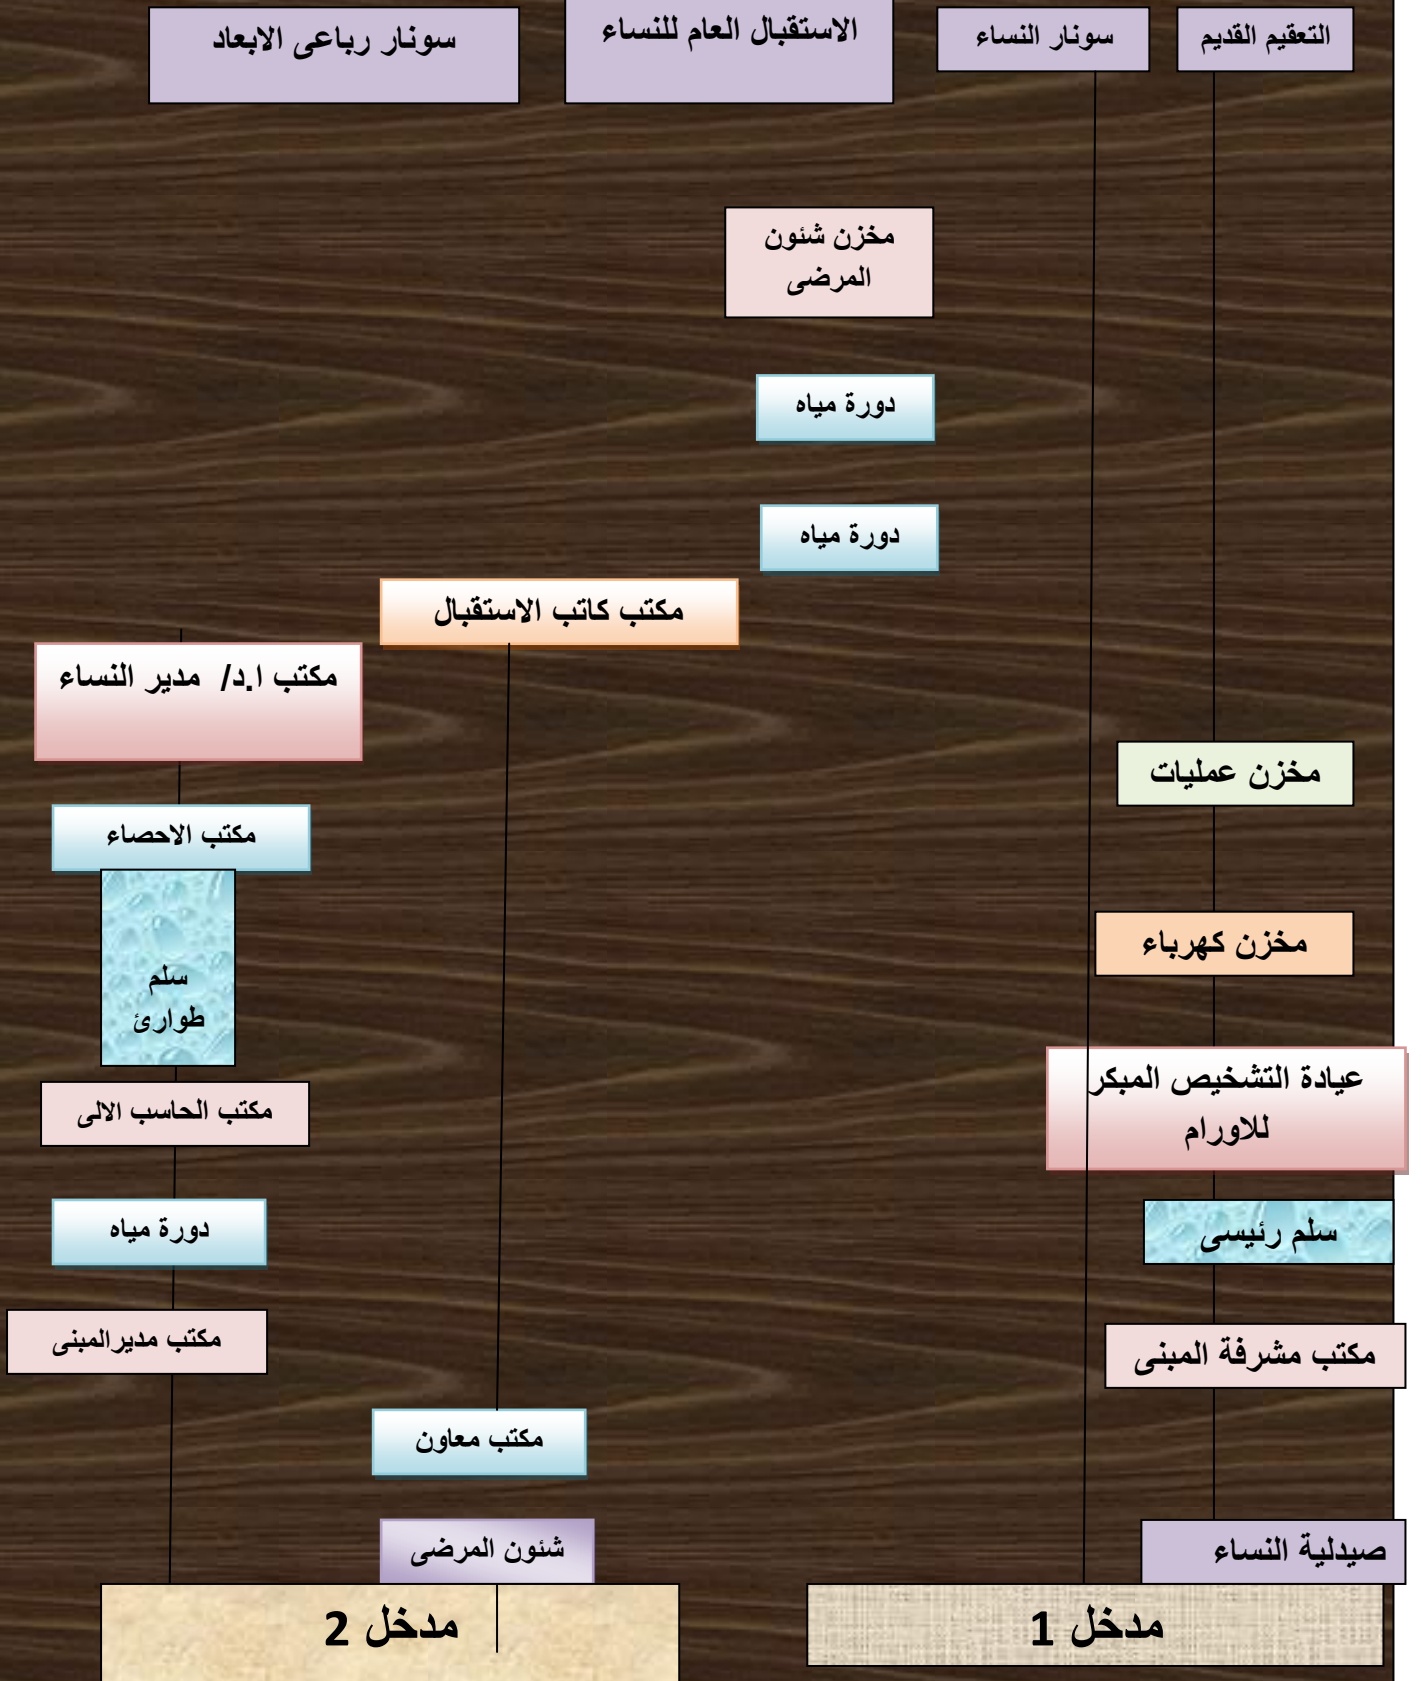 التعقيم القديم
سونار النساء
الاستقبال العام للنساء
سونار رباعى الابعاد
مخزن شئون
المرضى
دورة مياه
دورة مياه
مكتب كاتب الاستقبال
مكتب ا.د/ مدير النساء
مخزن عمليات
مكتب الاحصاء
مخزن كهرباء
سلم
طوارئ
عيادة التشخيص المبكر
للاورام
مكتب الحاسب الالى
سلم رئيسى
دورة مياه
مكتب مشرفة المبنى
مكتب مديرالمبنى
مكتب معاون
صيدلية النساء
شئون المرضى
مدخل 1
مدخل 2